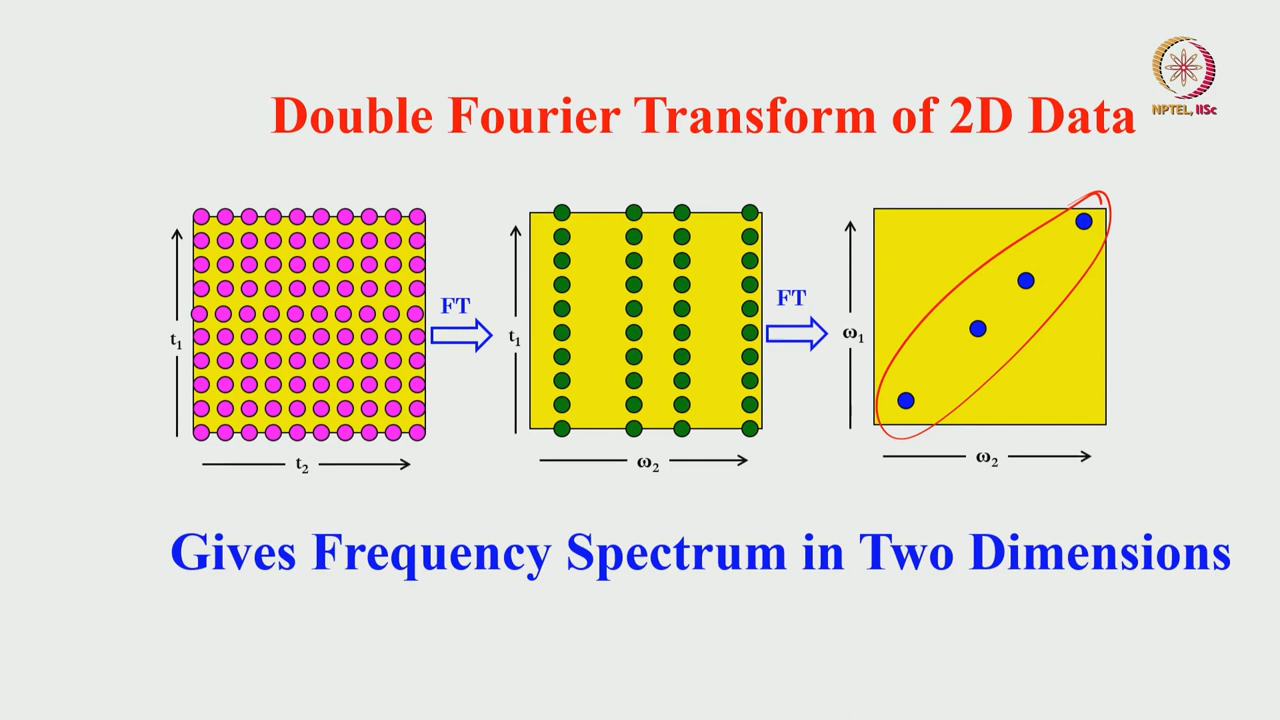 Double Fourier Transform of 2D Data
NPTEL, IISc
t₁
t₂
FT
t₁
ω₂
FT
ω₁
ω₂
Gives Frequency Spectrum in Two Dimensions